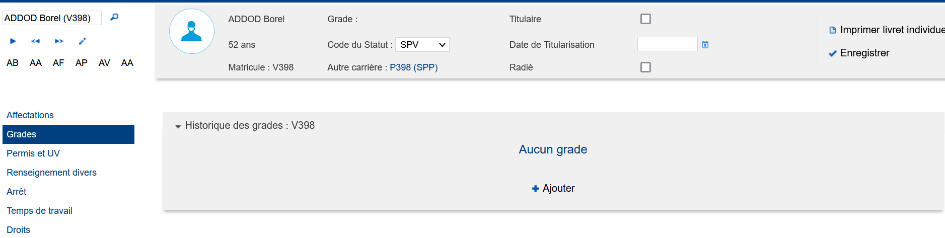 ADDOD Borel (V398)
AB AA AF AP AV AA
Affectations
Grades
Permis et UV
Renseignement divers
Arrêt
Temps de travail
Droits
ADDOD Borel Grade : Titulaire
52 ans Code du Statut : SPV Date de Titularisation
Matricule : V398 Autre carrière : P398 (SPP) Radié
Imprimer livret individue
Enregistrer
Historique des grades : V398
Aucun grade
Ajouter